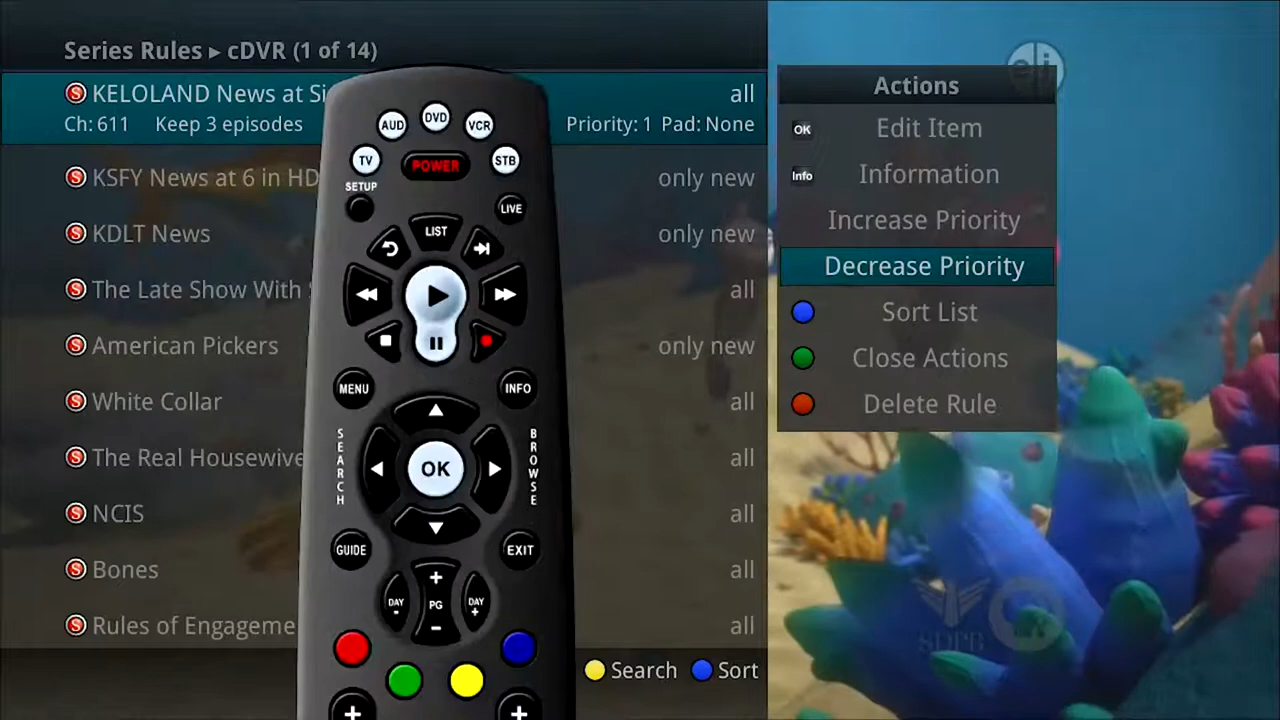 Series Rules ▸ cDVR (1 of 14)
S KELOLAND News at Si all
Ch: 611 Keep 3 episodes Priority: 1 Pad: None
S KSFY News at 6 in HD only new
S KDLT News only new
S The Late Show With all
S American Pickers only new
S White Collar all
S The Real Housewive all
S NCIS all
S Bones all
S Rules of Engageme all
Search Sort
AUD DVD VCR
TV POWER STB
SETUP LIVE
LIST
MENU INFO
SEARCH OK BROWSE
GUIDE EXIT
+
DAY - PG DAY +
-
+ +
Actions
OK Edit Item
Info Information
Increase Priority
Decrease Priority
Sort List
Close Actions
Delete Rule
SDPB